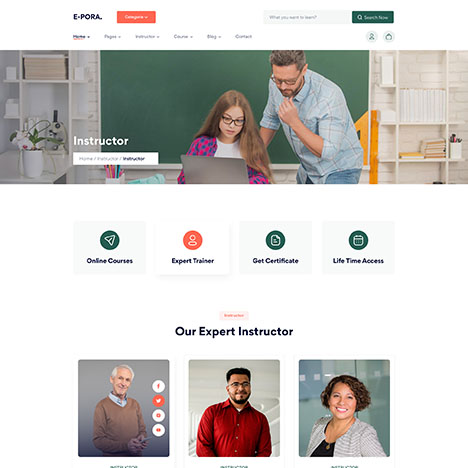 E-PORA.
Categorie
What you want to learn?
Search Now
Home
Pages
Instructor
Course
Blog
Contact
Instructor
Home / Instructor / Instructor
Online Courses
Expert Trainer
Get Certificate
Life Time Access
Instructor
Our Expert Instructor
INSTRUCTOR
INSTRUCTOR
INSTRUCTOR